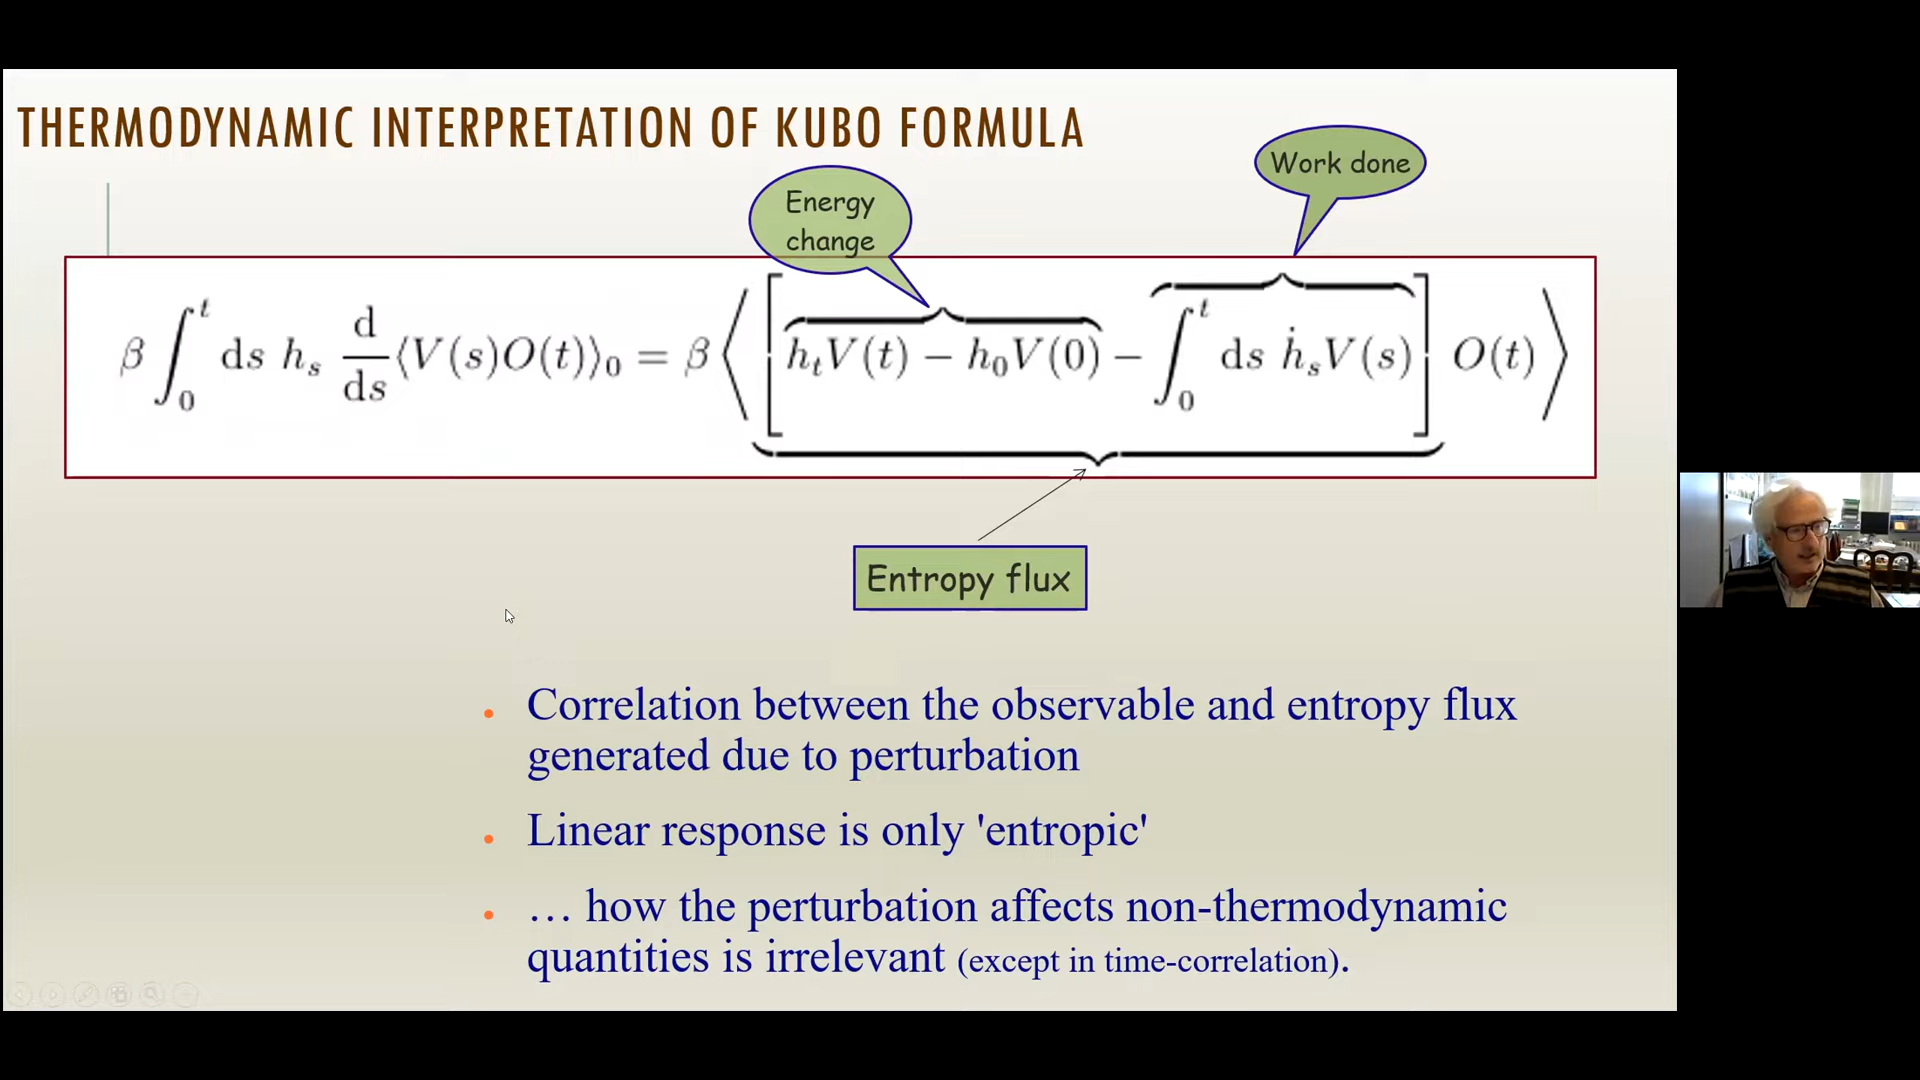 THERMODYNAMIC INTERPRETATION OF KUBO FORMULA
Work done
Energy
change
β ∫₀ᵗ ds hₛ d/ds ⟨V(s)O(t)⟩₀ = β ⟨ [ hₜV(t) − h₀V(0) − ∫₀ᵗ ds ḣₛV(s) ] O(t) ⟩
Entropy flux
• Correlation between the observable and entropy flux
generated due to perturbation
• Linear response is only 'entropic'
• … how the perturbation affects non-thermodynamic
quantities is irrelevant (except in time-correlation).